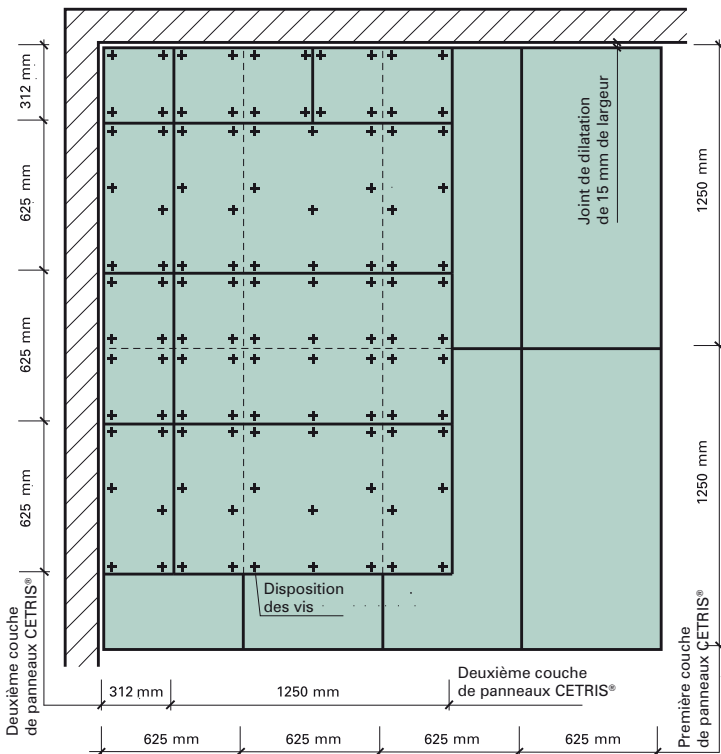 312 mm
625 mm
625 mm
625 mm
Deuxième couche
de panneaux CETRIS®
Joint de dilatation
de 15 mm de largeur
1250 mm
1250 mm
Première couche
de panneaux CETRIS®
Disposition
des vis
312 mm
1250 mm
Deuxième couche
de panneaux CETRIS®
625 mm
625 mm
625 mm
625 mm